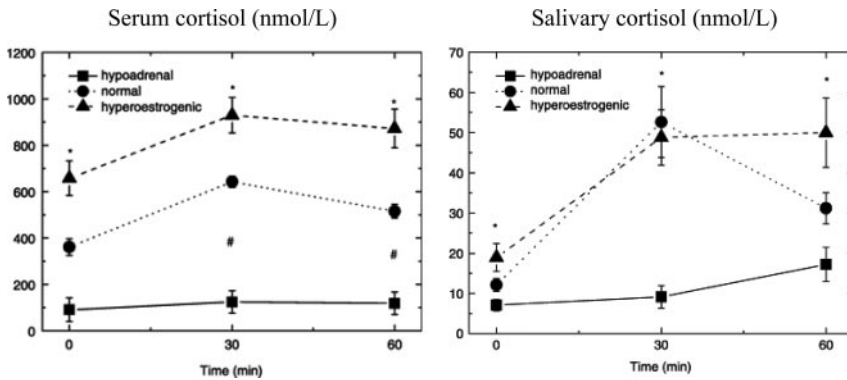 Serum cortisol (nmol/L)
1200
1000
800
600
400
200
0
hypoadrenal
normal
hyperoestrogenic
*
*
*
#
#
0
30
60
Time (min)
Salivary cortisol (nmol/L)
70
60
50
40
30
20
10
0
hypoadrenal
normal
hyperoestrogenic
*
*
*
0
30
60
Time (min)